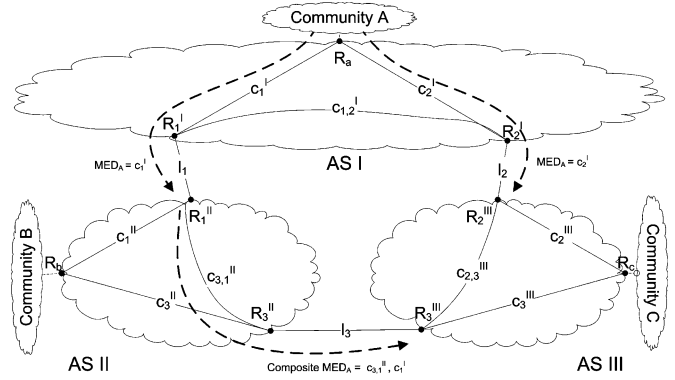 Community A
Ra
c1I
c2I
c1,2I
R1I
R2I
AS I
MEDA = c1I
MEDA = c2I
l1
l2
R1II
R2III
Community B
Rb
c1II
c2III
Rc
Community C
c3,1II
c2,3III
c3II
c3III
R3II
R3III
l3
AS II
AS III
Composite MEDA = c3,1II , c1I